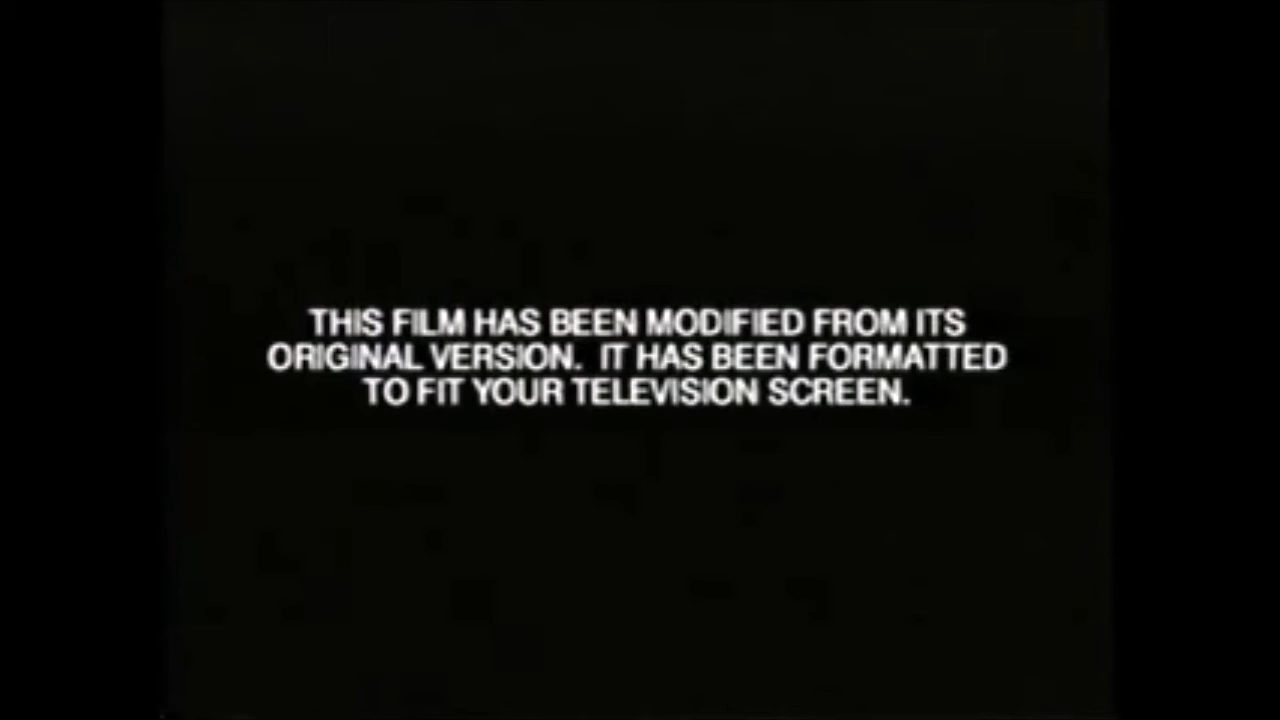 THIS FILM HAS BEEN MODIFIED FROM ITS
ORIGINAL VERSION.  IT HAS BEEN FORMATTED
TO FIT YOUR TELEVISION SCREEN.